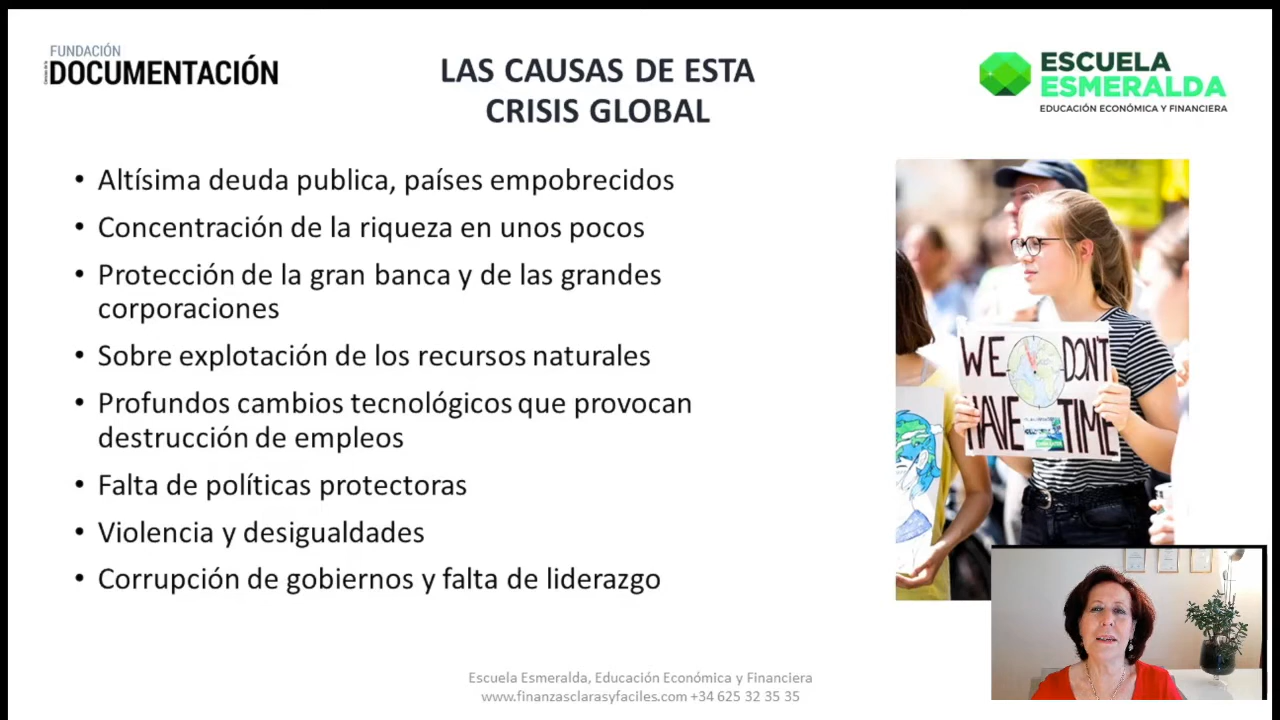 FUNDACIÓN
DOCUMENTACIÓN
LAS CAUSAS DE ESTA
CRISIS GLOBAL
ESCUELA
ESMERALDA
EDUCACIÓN ECONÓMICA Y FINANCIERA
• Altísima deuda publica, países empobrecidos
• Concentración de la riqueza en unos pocos
• Protección de la gran banca y de las grandes
corporaciones
• Sobre explotación de los recursos naturales
• Profundos cambios tecnológicos que provocan
destrucción de empleos
• Falta de políticas protectoras
• Violencia y desigualdades
• Corrupción de gobiernos y falta de liderazgo
WE DONT
HAVE TIME
Escuela Esmeralda, Educación Económica y Financiera
www.finanzasclarasyfaciles.com +34 625 32 35 35